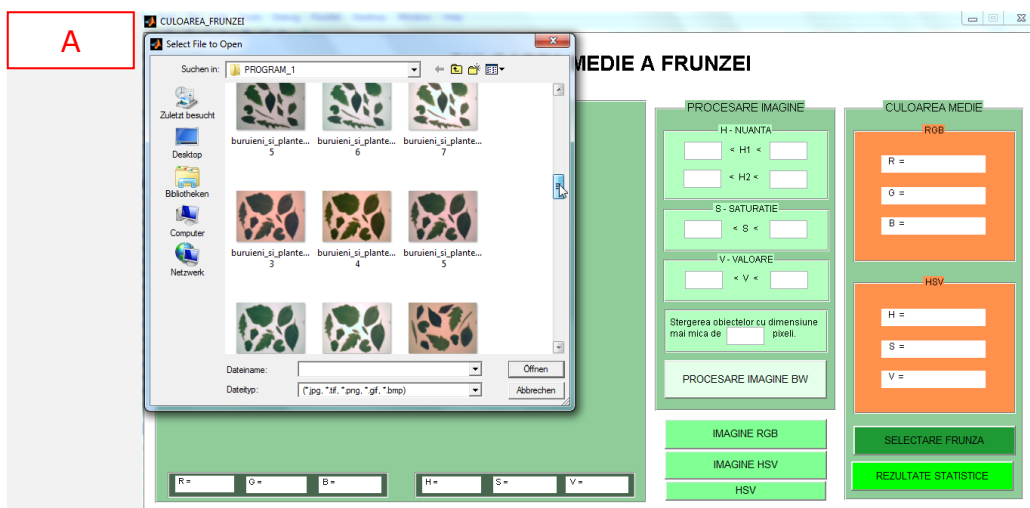 A
CULOAREA_FRUNZEI
Select File to Open
Suchen in:
PROGRAM_1
Zuletzt besucht
Desktop
Bibliotheken
Computer
Netzwerk
buruieni_si_plante... 5
buruieni_si_plante... 6
buruieni_si_plante... 7
buruieni_si_plante... 3
buruieni_si_plante... 4
buruieni_si_plante... 5
Dateiname:
Öffnen
Dateityp:
(*.jpg, *.tif, *.png, *.gif, *.bmp)
Abbrechen
MEDIE A FRUNZEI
PROCESARE IMAGINE
H - NUANTA
< H1 <
< H2 <
S - SATURATIE
< S <
V - VALOARE
< V <
Stergerea obiectelor cu dimensiune
mai mica de pixeli.
PROCESARE IMAGINE BW
IMAGINE RGB
IMAGINE HSV
HSV
CULOAREA MEDIE
RGB
R =
G =
B =
HSV
H =
S =
V =
SELECTARE FRUNZA
REZULTATE STATISTICE
R = G = B = H = S = V =